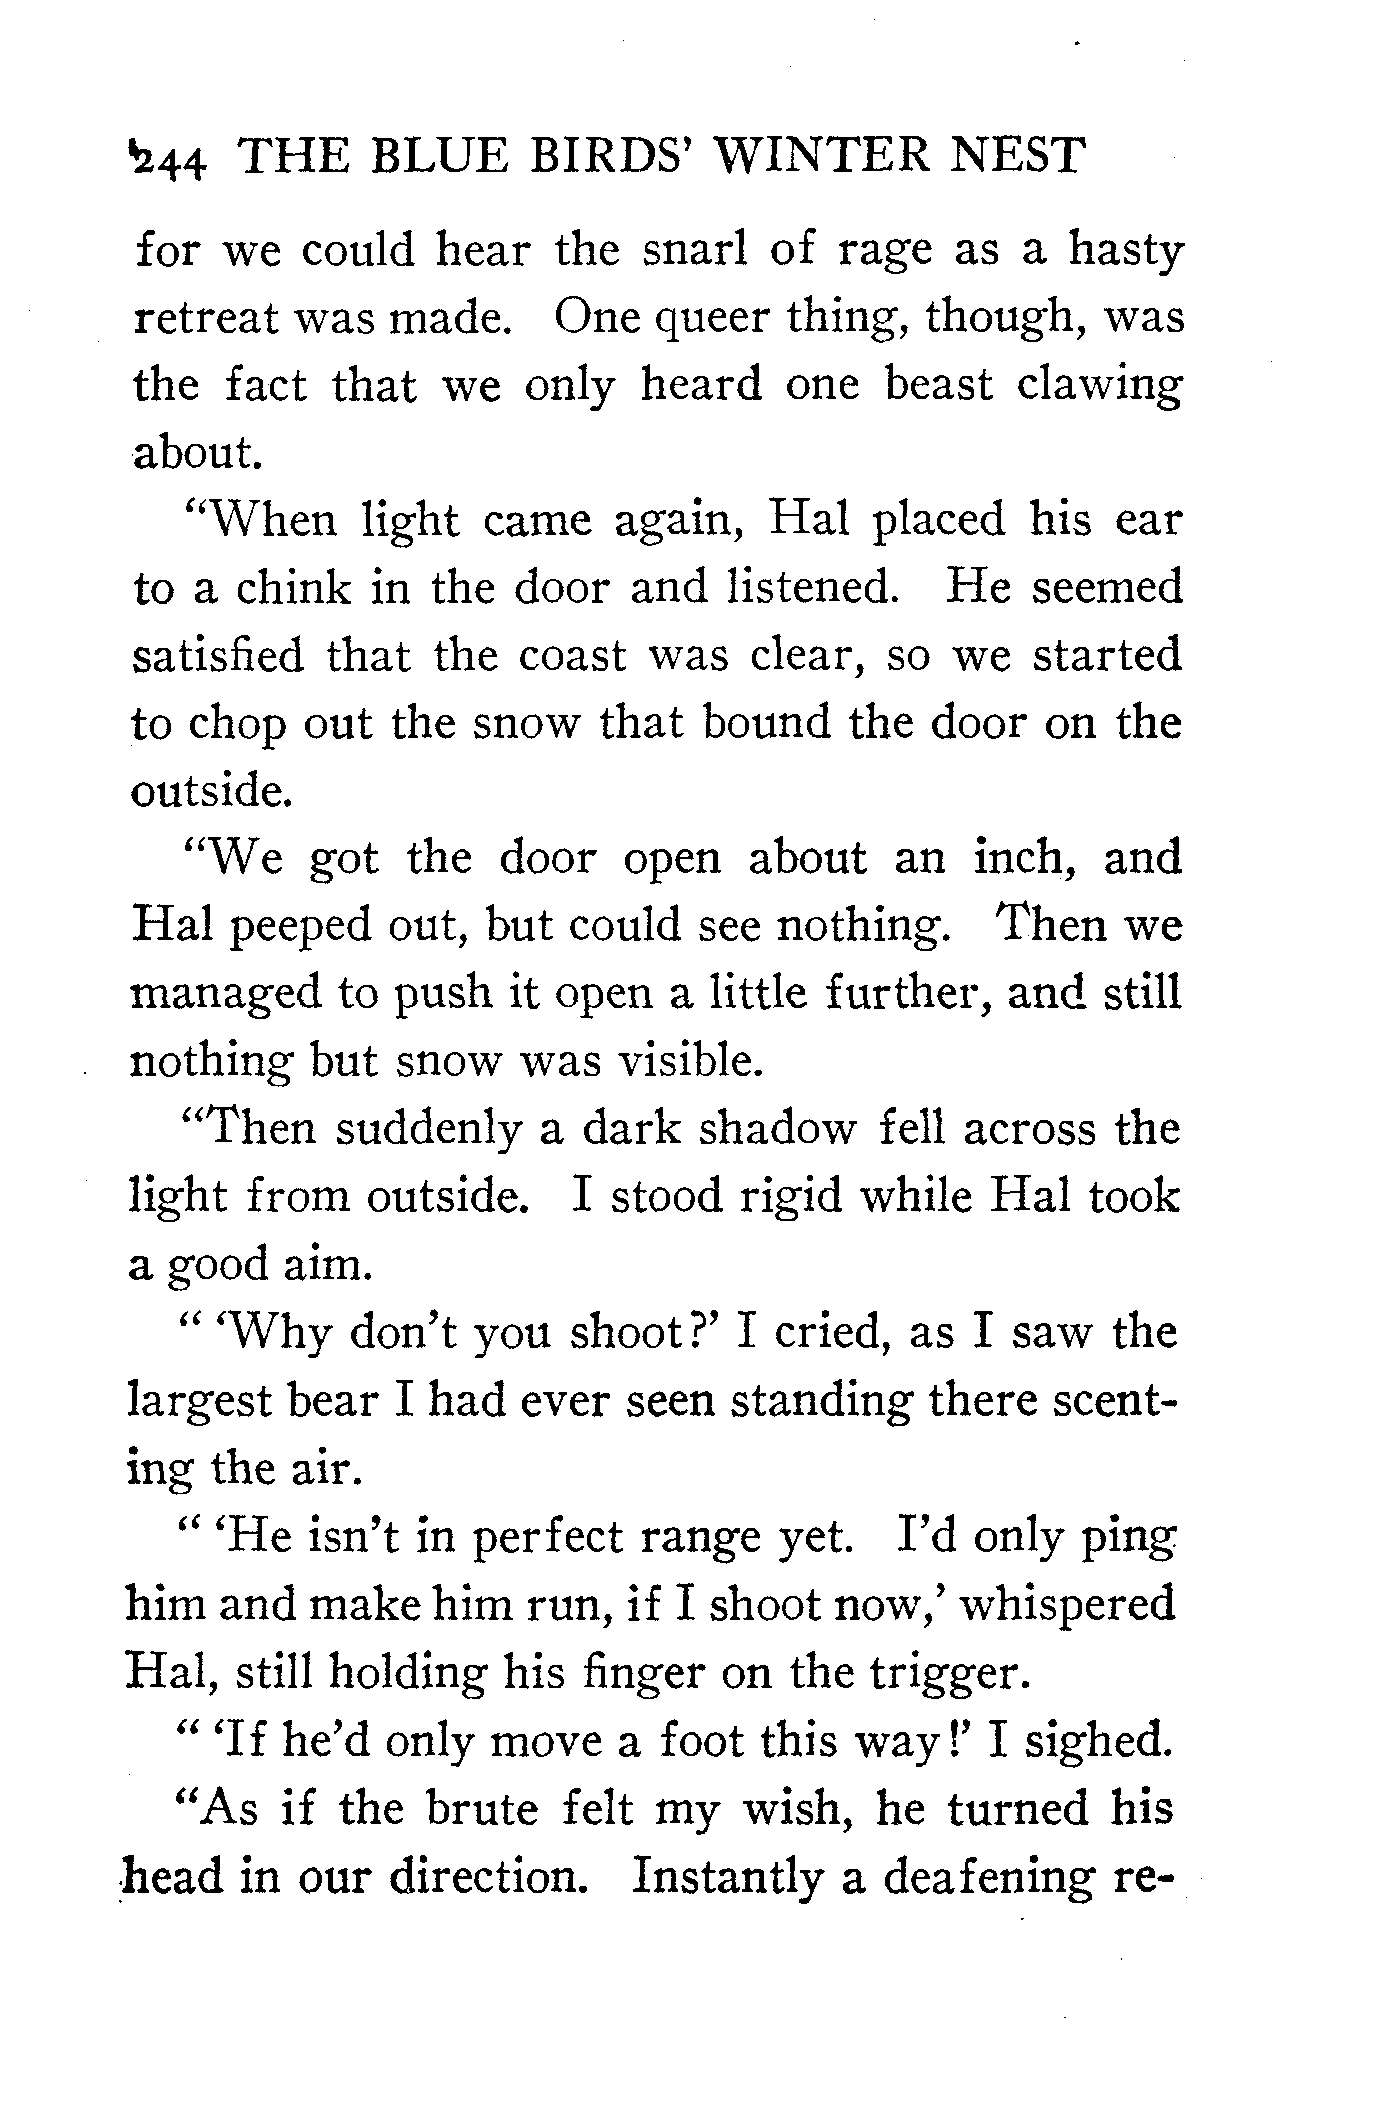 244 THE BLUE BIRDS' WINTER NEST
for we could hear the snarl of rage as a hasty
retreat was made. One queer thing, though, was
the fact that we only heard one beast clawing
about.
"When light came again, Hal placed his ear
to a chink in the door and listened. He seemed
satisfied that the coast was clear, so we started
to chop out the snow that bound the door on the
outside.
"We got the door open about an inch, and
Hal peeped out, but could see nothing. Then we
managed to push it open a little further, and still
nothing but snow was visible.
"Then suddenly a dark shadow fell across the
light from outside. I stood rigid while Hal took
a good aim.
" 'Why don't you shoot?' I cried, as I saw the
largest bear I had ever seen standing there scent-
ing the air.
" 'He isn't in perfect range yet. I'd only ping
him and make him run, if I shoot now,' whispered
Hal, still holding his finger on the trigger.
" 'If he'd only move a foot this way!' I sighed.
"As if the brute felt my wish, he turned his
head in our direction. Instantly a deafening re-